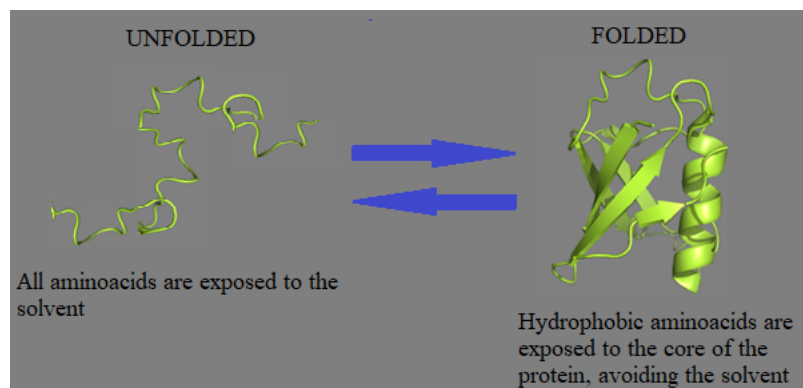 UNFOLDED
FOLDED
All aminoacids are exposed to the
solvent
Hydrophobic aminoacids are
exposed to the core of the
protein, avoiding the solvent